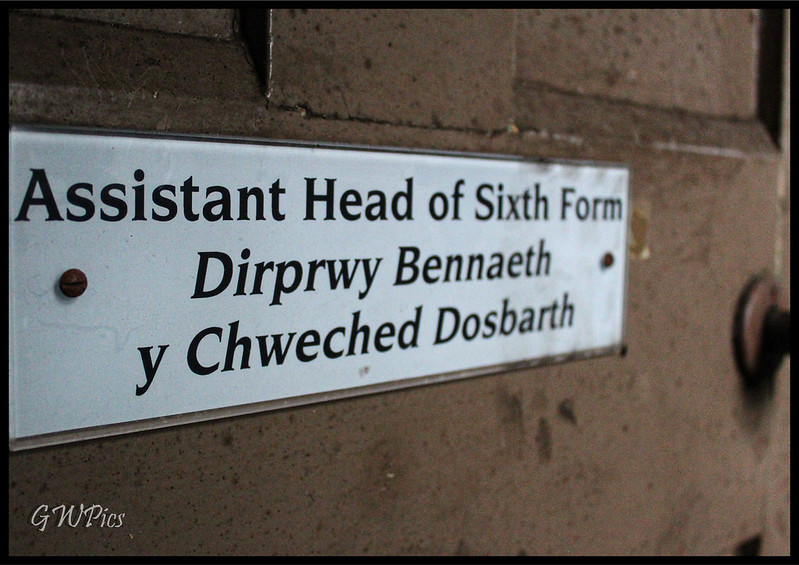 Assistant Head of Sixth Form
Dirprwy Bennaeth
y Chweched Dosbarth
GWPics